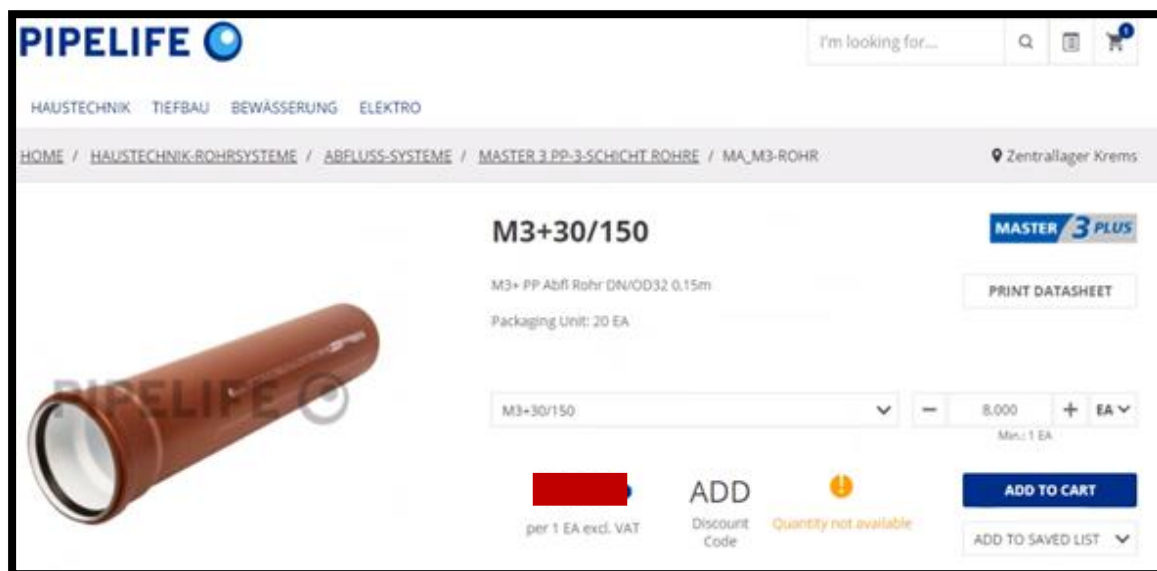 PIPELIFE
I'm looking for...
1
HAUSTECHNIK TIEFBAU BEWÄSSERUNG ELEKTRO
HOME / HAUSTECHNIK-ROHRSYSTEME / ABFLUSS-SYSTEME / MASTER 3 PP-3-SCHICHT ROHRE / MA_M3-ROHR
Zentrallager Krems
M3+30/150
MASTER 3 PLUS
M3+ PP Abfl Rohr DN/OD32 0,15m
PRINT DATASHEET
Packaging Unit: 20 EA
PIPELIFE
M3+30/150
− 8.000 + EA
Min.: 1 EA
ADD
ADD TO CART
per 1 EA excl. VAT
Discount
Code
Quantity not available
ADD TO SAVED LIST